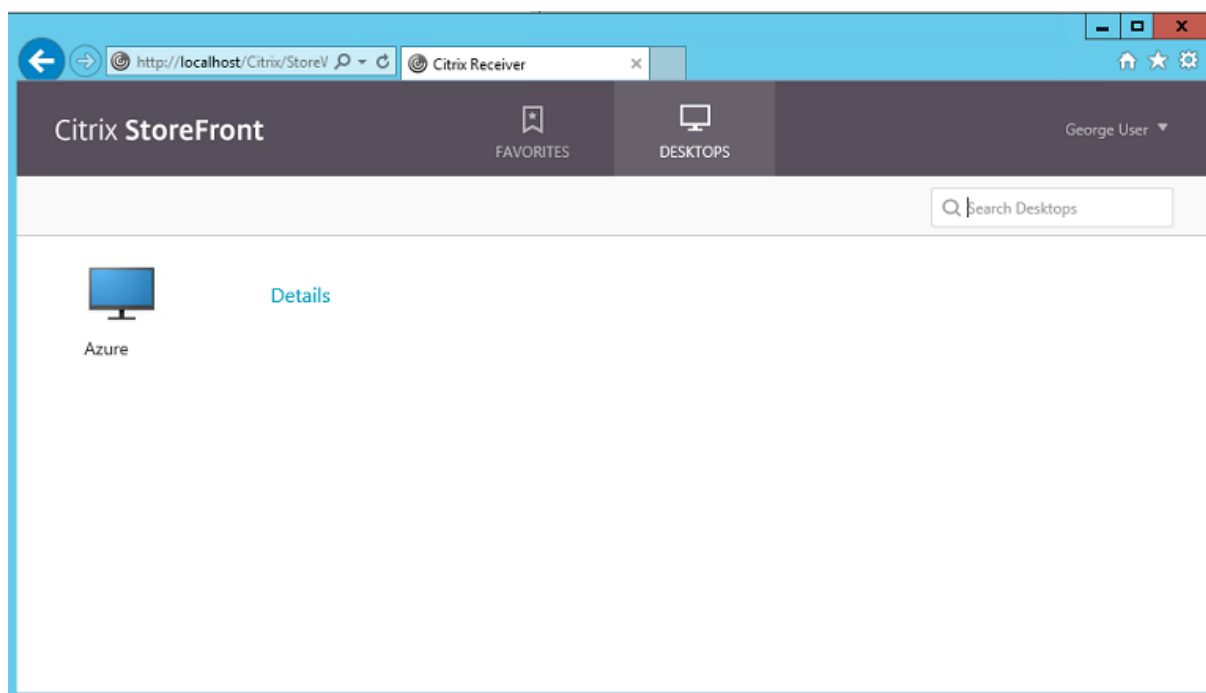 http://localhost/Citrix/StoreV
Citrix Receiver
Citrix StoreFront
FAVORITES
DESKTOPS
George User
Search Desktops
Details
Azure